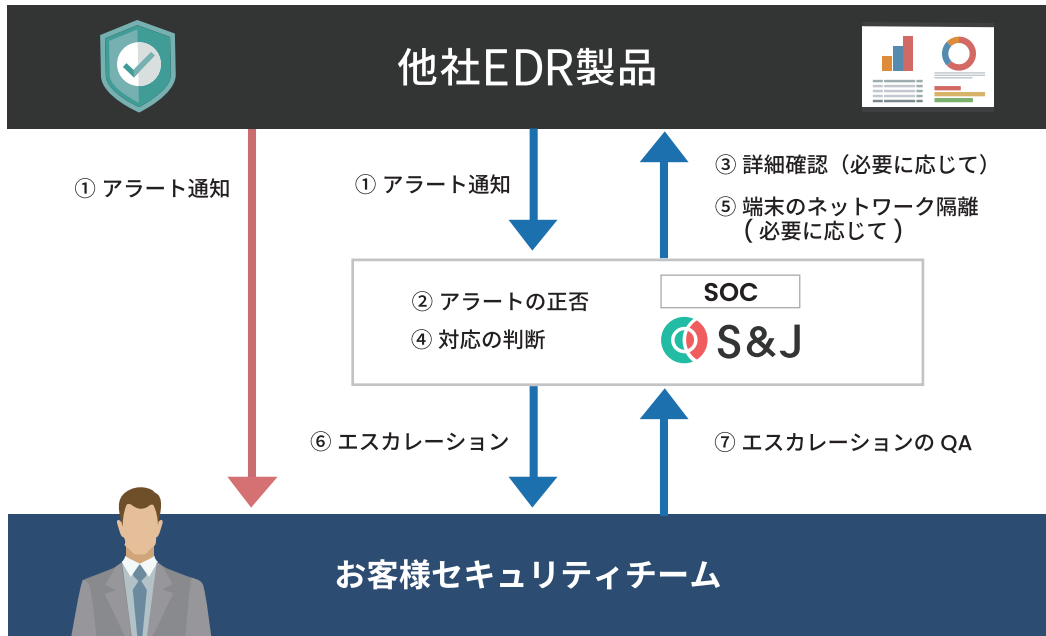 他社EDR製品
① アラート通知
① アラート通知
③ 詳細確認（必要に応じて）
⑤ 端末のネットワーク隔離
( 必要に応じて )
② アラートの正否
④ 対応の判断
SOC
S&J
⑥ エスカレーション
⑦ エスカレーションの QA
お客様セキュリティチーム